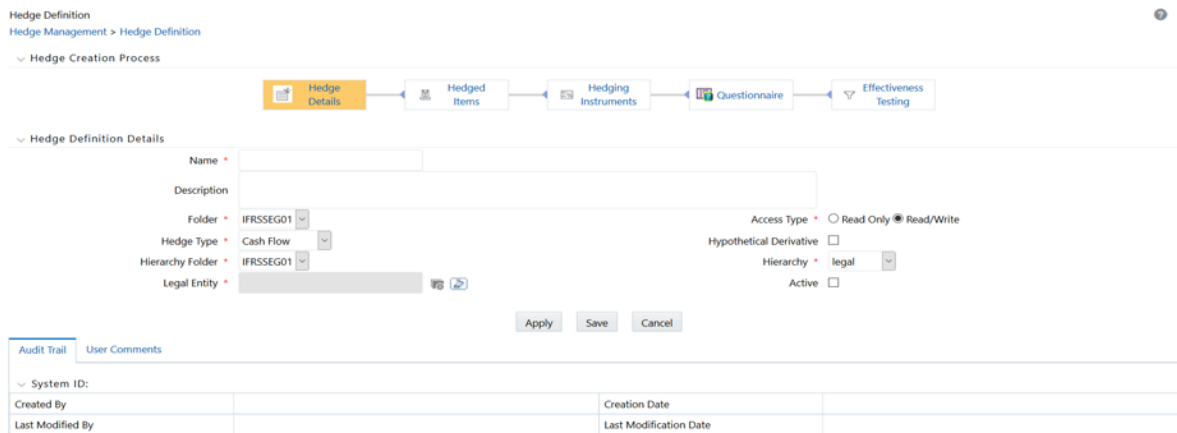 Hedge Definition
Hedge Management > Hedge Definition
Hedge Creation Process
Hedge Details
Hedged Items
Hedging Instruments
Questionnaire
Effectiveness Testing
Hedge Definition Details
Name *
Description
Folder * IFRSSEG01 Access Type * Read Only Read/Write
Hedge Type * Cash Flow Hypothetical Derivative
Hierarchy Folder * IFRSSEG01 Hierarchy * legal
Legal Entity * Active
Apply Save Cancel
Audit Trail User Comments
System ID:
Created By Creation Date
Last Modified By Last Modification Date